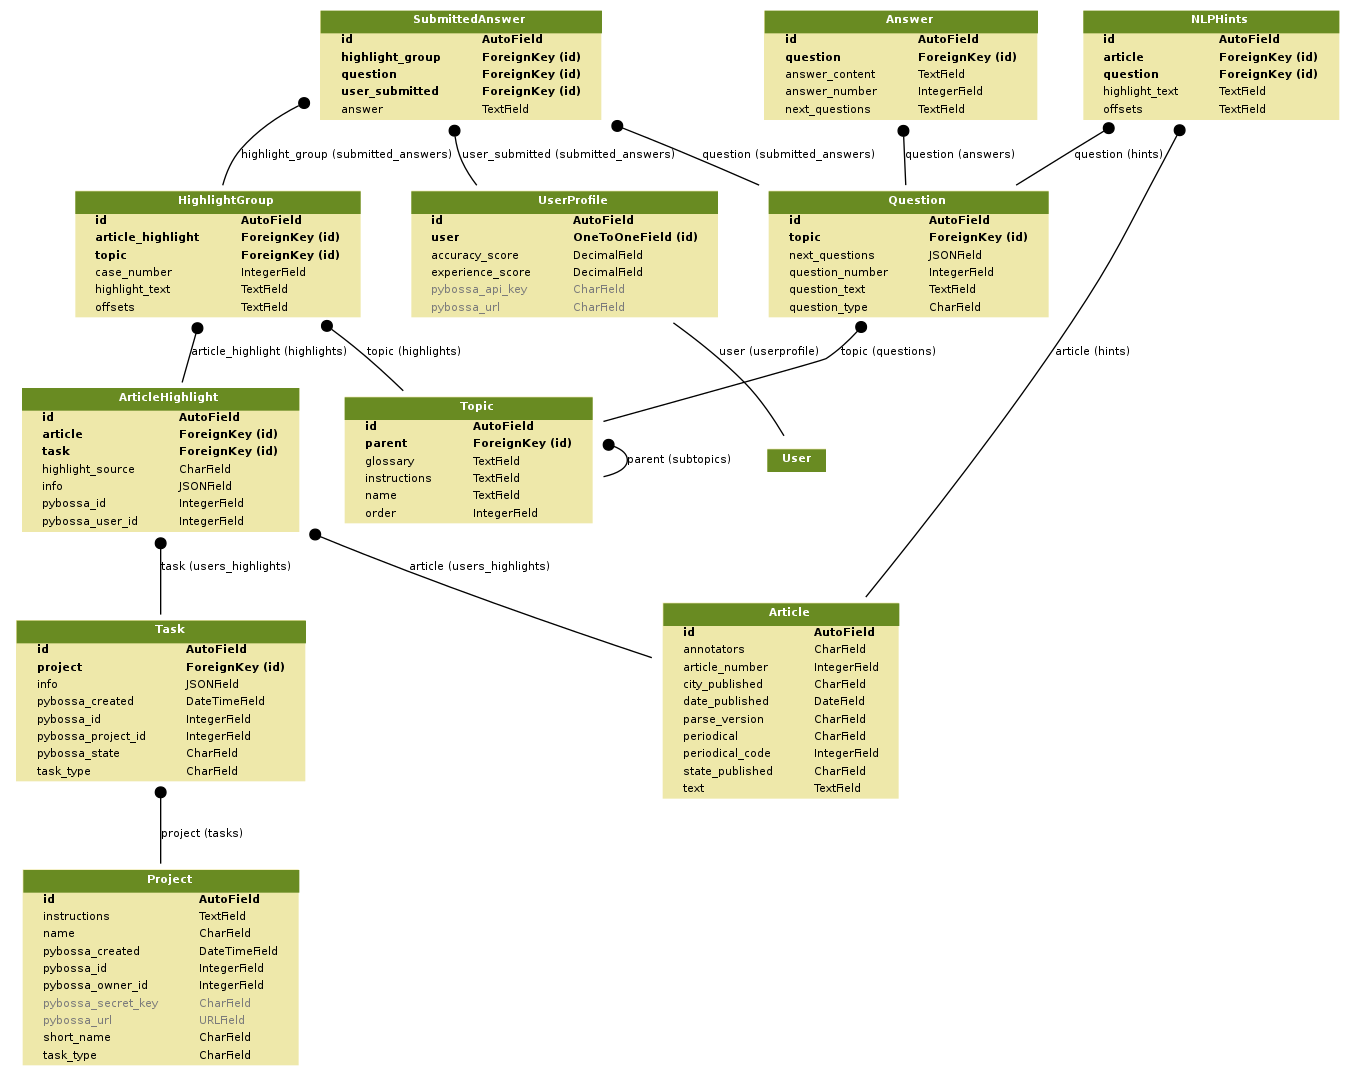 SubmittedAnswer
id AutoField
highlight_group ForeignKey (id)
question ForeignKey (id)
user_submitted ForeignKey (id)
answer TextField
Answer
id AutoField
question ForeignKey (id)
answer_content TextField
answer_number IntegerField
next_questions TextField
NLPHints
id AutoField
article ForeignKey (id)
question ForeignKey (id)
highlight_text TextField
offsets TextField
highlight_group (submitted_answers)
user_submitted (submitted_answers)
question (submitted_answers)
question (answers)
question (hints)
HighlightGroup
id AutoField
article_highlight ForeignKey (id)
topic ForeignKey (id)
case_number IntegerField
highlight_text TextField
offsets TextField
UserProfile
id AutoField
user OneToOneField (id)
accuracy_score DecimalField
experience_score DecimalField
pybossa_api_key CharField
pybossa_url CharField
Question
id AutoField
topic ForeignKey (id)
next_questions JSONField
question_number IntegerField
question_text TextField
question_type CharField
article_highlight (highlights)
topic (highlights)
user (userprofile)
topic (questions)
article (hints)
ArticleHighlight
id AutoField
article ForeignKey (id)
task ForeignKey (id)
highlight_source CharField
info JSONField
pybossa_id IntegerField
pybossa_user_id IntegerField
Topic
id AutoField
parent ForeignKey (id)
glossary TextField
instructions TextField
name TextField
order IntegerField
parent (subtopics)
User
task (users_highlights)
article (users_highlights)
Task
id AutoField
project ForeignKey (id)
info JSONField
pybossa_created DateTimeField
pybossa_id IntegerField
pybossa_project_id IntegerField
pybossa_state CharField
task_type CharField
Article
id AutoField
annotators CharField
article_number IntegerField
city_published CharField
date_published DateField
parse_version CharField
periodical CharField
periodical_code IntegerField
state_published CharField
text TextField
project (tasks)
Project
id AutoField
instructions TextField
name CharField
pybossa_created DateTimeField
pybossa_id IntegerField
pybossa_owner_id IntegerField
pybossa_secret_key CharField
pybossa_url URLField
short_name CharField
task_type CharField